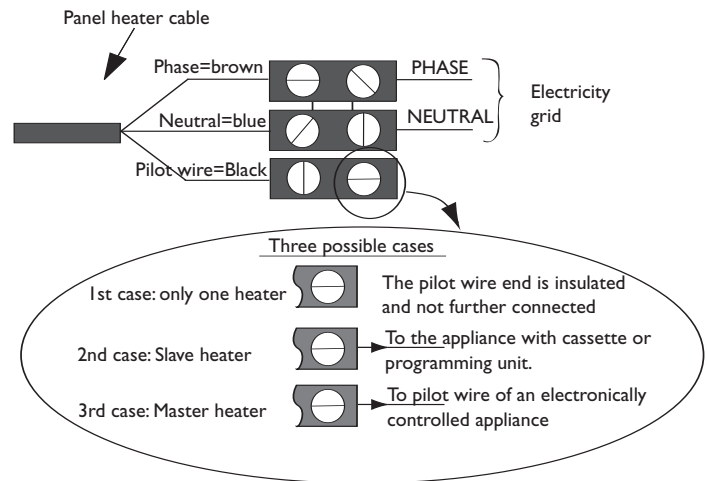 Panel heater cable
Phase=brown
PHASE
Neutral=blue
NEUTRAL
Electricity
grid
Pilot wire=Black
Three possible cases
1st case: only one heater
The pilot wire end is insulated
and not further connected
2nd case: Slave heater
To the appliance with cassette or
programming unit.
3rd case: Master heater
To pilot wire of an electronically
controlled appliance